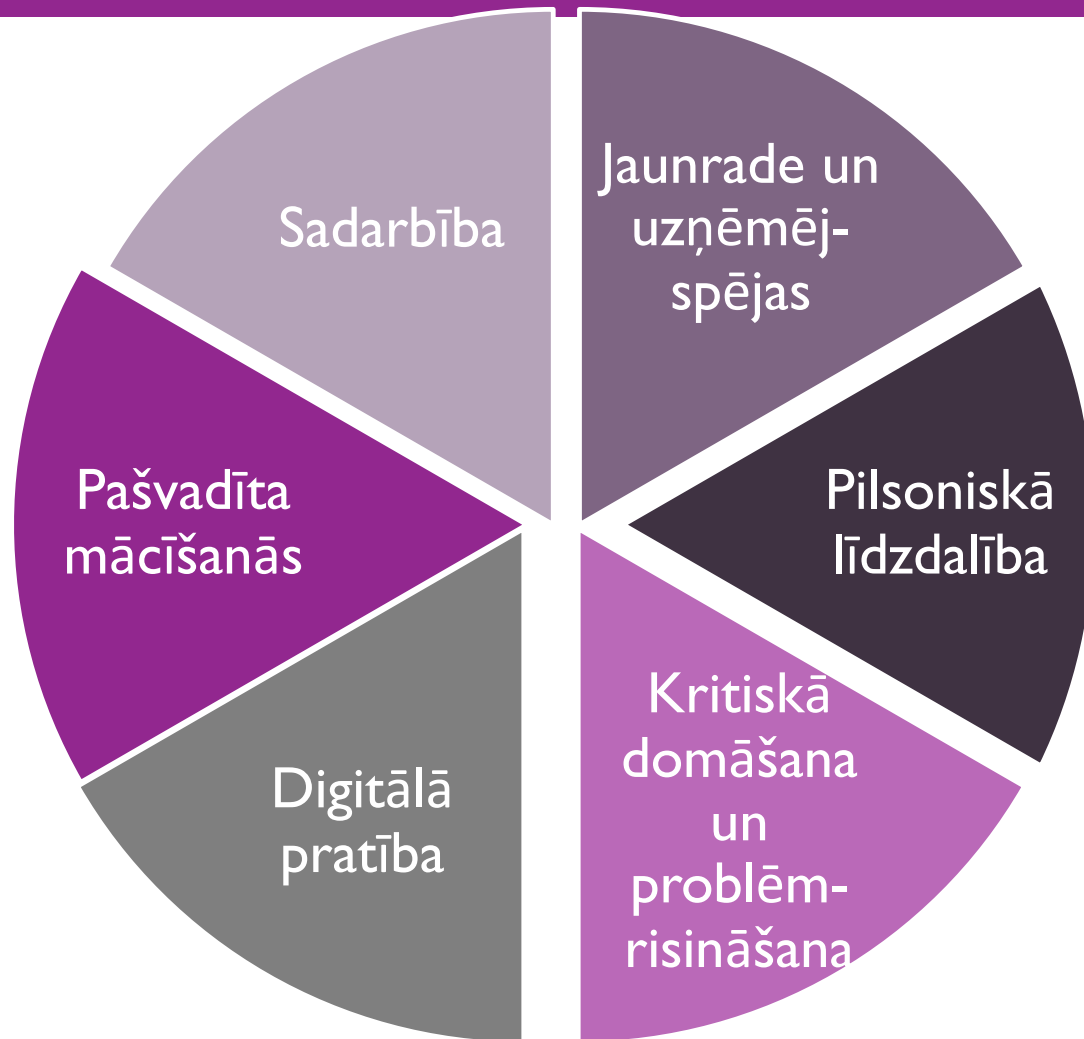 Jaunrade un
uzņēmēj-
spējas
Pilsoniskā
līdzdalība
Kritiskā
domāšana
un
problēm-
risināšana
Digitālā
pratība
Pašvadīta
mācīšanās
Sadarbība